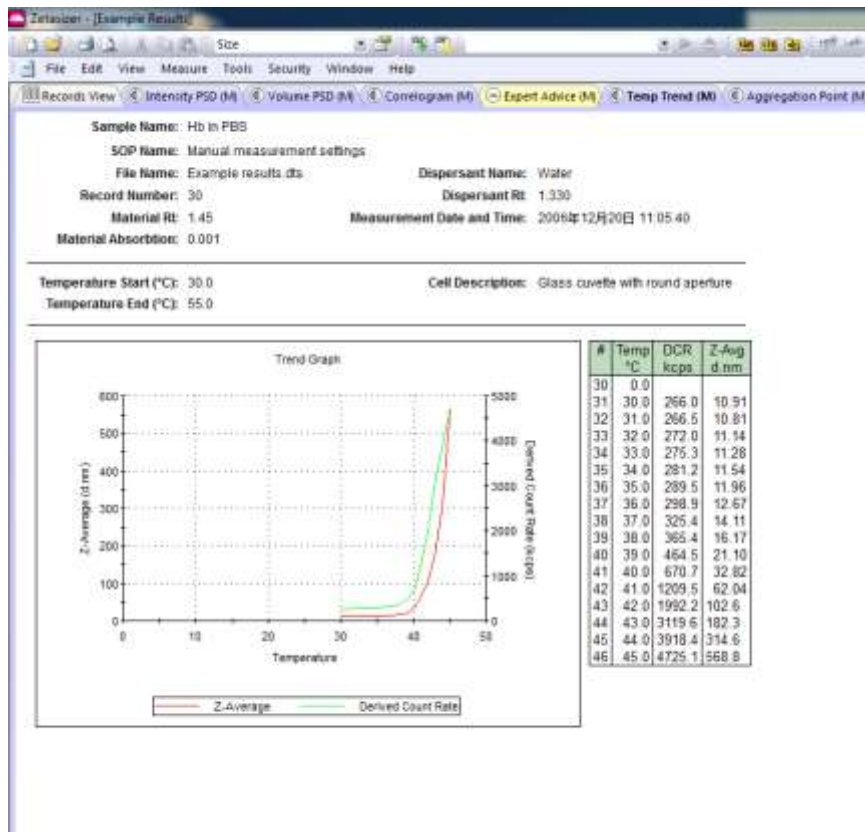 Zetasizer - [Example Results]
Size
File Edit View Measure Tools Security Window Help
Records View Intensity PSD (M) Volume PSD (M) Correlogram (M) Expert Advice (M) Temp Trend (M) Aggregation Point (M
Sample Name: Hb in PBS
SOP Name: Manual measurement settings
File Name: Example results.dts Dispersant Name: Water
Record Number: 30 Dispersant RI: 1.330
Material RI: 1.45 Measurement Date and Time: 2006年12月20日 11:05:40
Material Absorbtion: 0.001
Temperature Start (°C): 30.0 Cell Description: Glass cuvette with round aperture
Temperature End (°C): 55.0
Trend Graph
600 5000
500
4000
400
3000
300
2000
200
1000
100
0 0
Z-Average (d.nm)
Derived Count Rate (kcps)
0 10 20 30 40 50
Temperature
Z-Average Derived Count Rate
# Temp DCR Z-Avg
°C kcps d.nm
30 0.0
31 30.0 266.0 10.91
32 31.0 266.5 10.81
33 32.0 272.0 11.14
34 33.0 275.3 11.28
35 34.0 281.2 11.54
36 35.0 289.5 11.96
37 36.0 298.9 12.67
38 37.0 325.4 14.11
39 38.0 365.4 16.17
40 39.0 464.5 21.10
41 40.0 670.7 32.82
42 41.0 1209.5 62.04
43 42.0 1992.2 102.6
44 43.0 3119.6 182.3
45 44.0 3918.4 314.6
46 45.0 4725.1 568.8